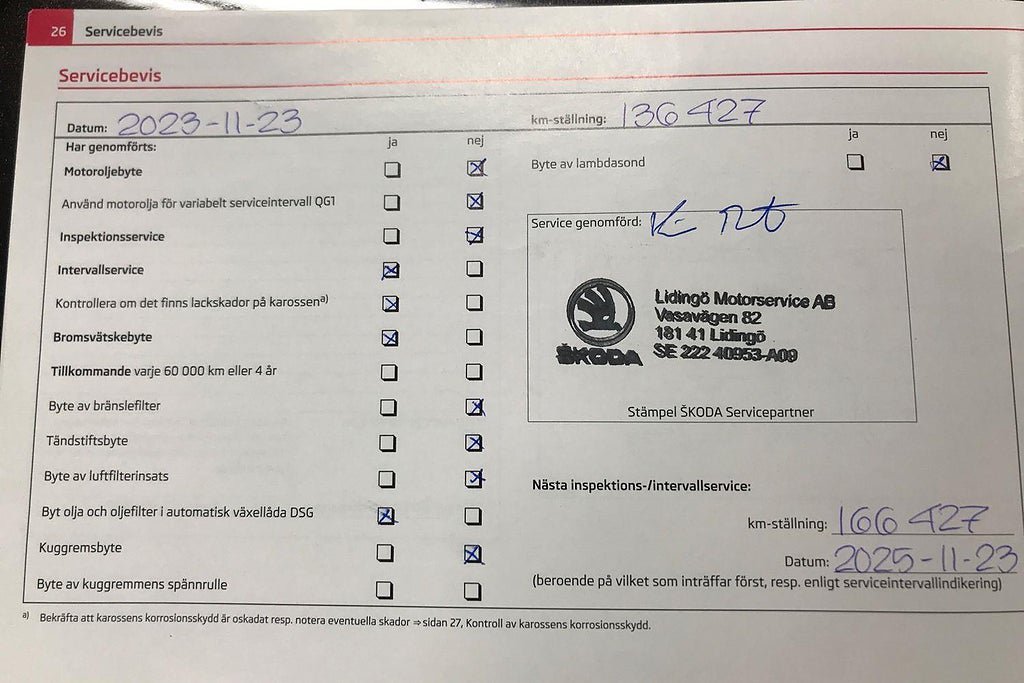 26 Servicebevis
Servicebevis
Datum: 2023-11-23
km-ställning: 136 427
Har genomförts: ja nej
ja nej
Motoroljebyte
Byte av lambdasond
Använd motorolja för variabelt serviceintervall QG1
Inspektionsservice
Intervallservice
Kontrollera om det finns lackskador på karossen a)
Bromsvätskebyte
Tillkommande varje 60 000 km eller 4 år
Byte av bränslefilter
Tändstiftsbyte
Byte av luftfilterinsats
Byt olja och oljefilter i automatisk växellåda DSG
Kuggremsbyte
Byte av kuggremmens spännrulle
Service genomförd:
ŠKODA
Lidingö Motorservice AB
Vasavägen 82
181 41 Lidingö
SE 222 40953-A09
Stämpel ŠKODA Servicepartner
Nästa inspektions-/intervallservice:
km-ställning: 166 427
Datum: 2025-11-23
(beroende på vilket som inträffar först, resp. enligt serviceintervallindikering)
a) Bekräfta att karossens korrosionsskydd är oskadat resp. notera eventuella skador ⇒ sidan 27, Kontroll av karossens korrosionsskydd.